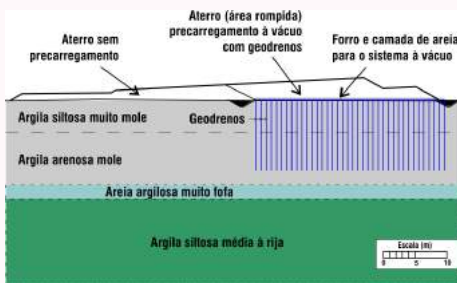 Aterro sem
precarregamento
Aterro (área rompida)
precarregamento à vácuo
com geodrenos
Forro e camada de areia
para o sistema à vácuo
Argila siltosa muito mole
Geodrenos
Argila arenosa mole
Areia argilosa muito fofa
Argila siltosa média à rija
Escala (m)
0 5 10